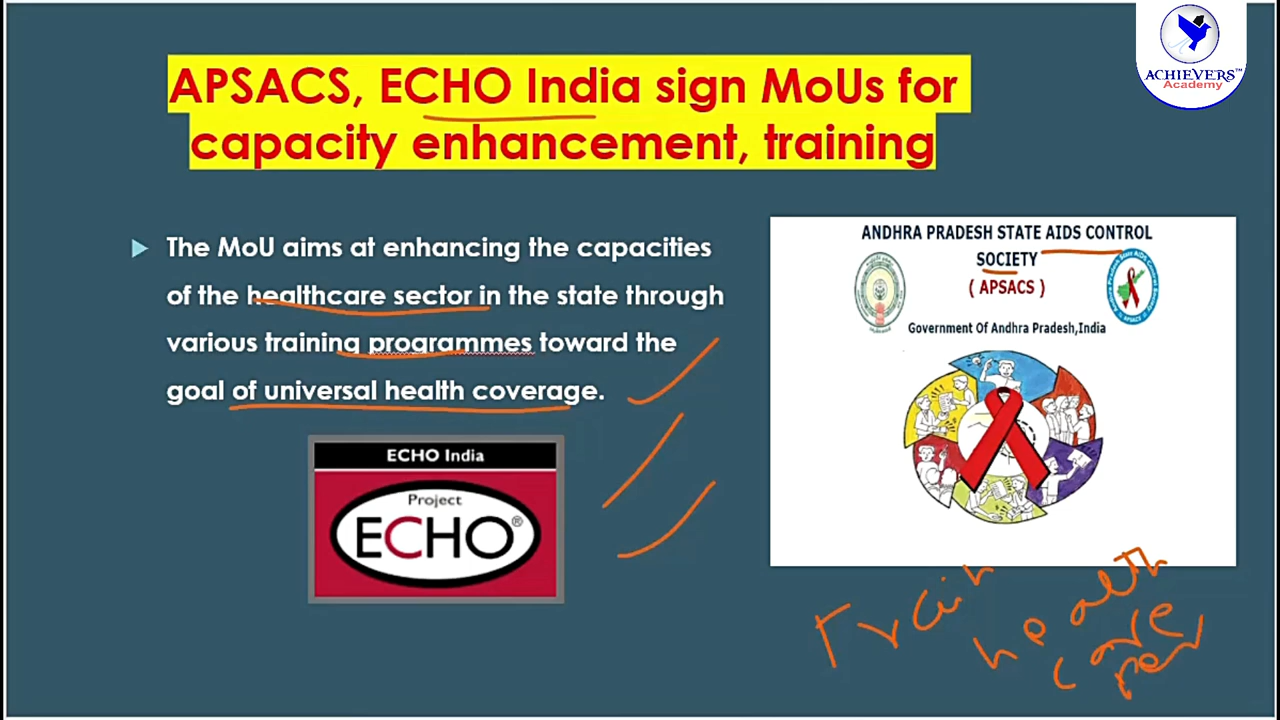 ACHIEVERS™
Academy
APSACS, ECHO India sign MoUs for
capacity enhancement, training
The MoU aims at enhancing the capacities
of the healthcare sector in the state through
various training programmes toward the
goal of universal health coverage.
ECHO India
Project
ECHO®
ANDHRA PRADESH STATE AIDS CONTROL
SOCIETY
( APSACS )
Government Of Andhra Pradesh,India
Train
health
care